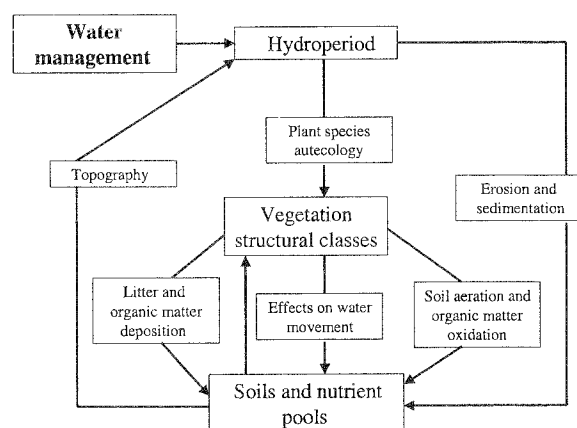 Water
management
Hydroperiod
Plant species
autecology
Topography
Erosion and
sedimentation
Vegetation
structural classes
Litter and
organic matter
deposition
Effects on water
movement
Soil aeration and
organic matter
oxidation
Soils and nutrient
pools